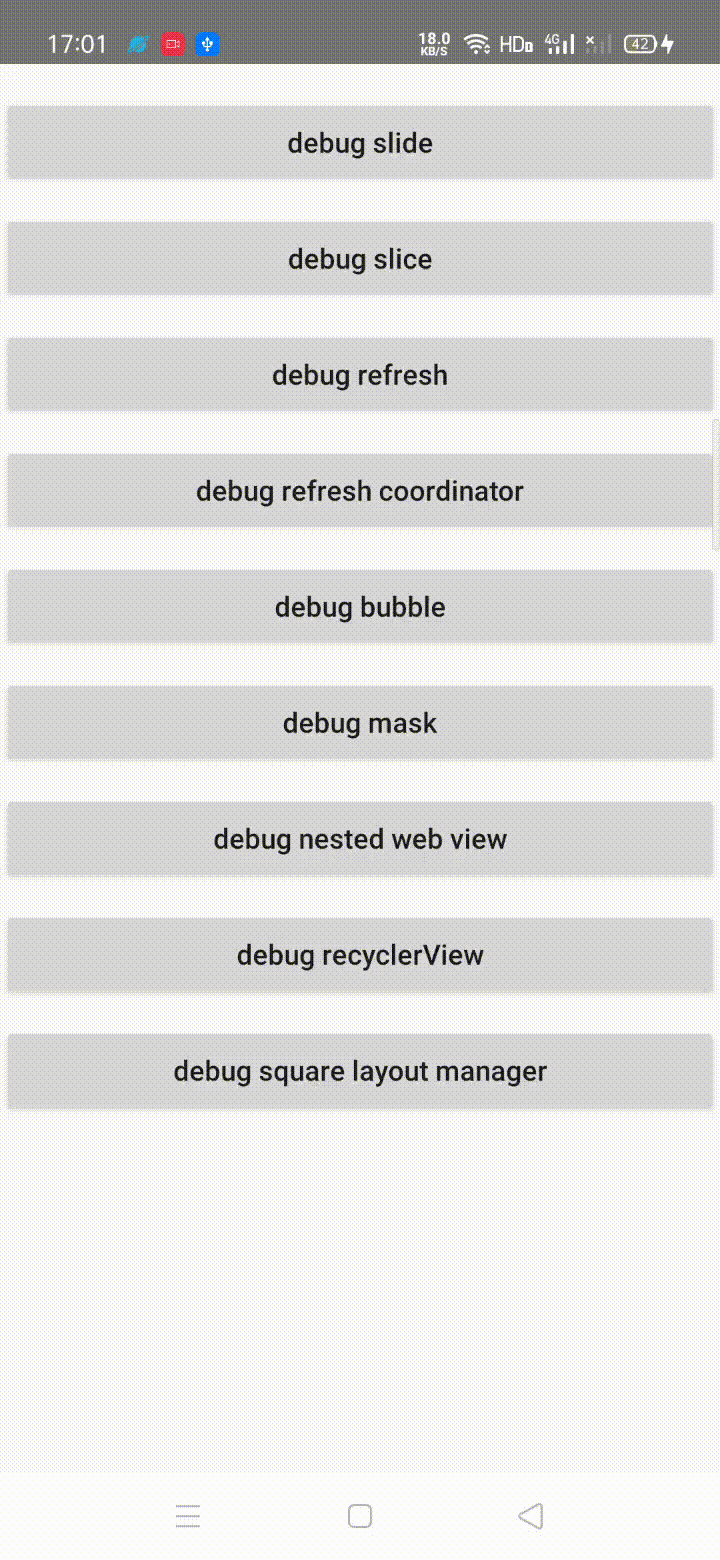 17:01 18.0 KB/S HD 4G 42
debug slide
debug slice
debug refresh
debug refresh coordinator
debug bubble
debug mask
debug nested web view
debug recyclerView
debug square layout manager